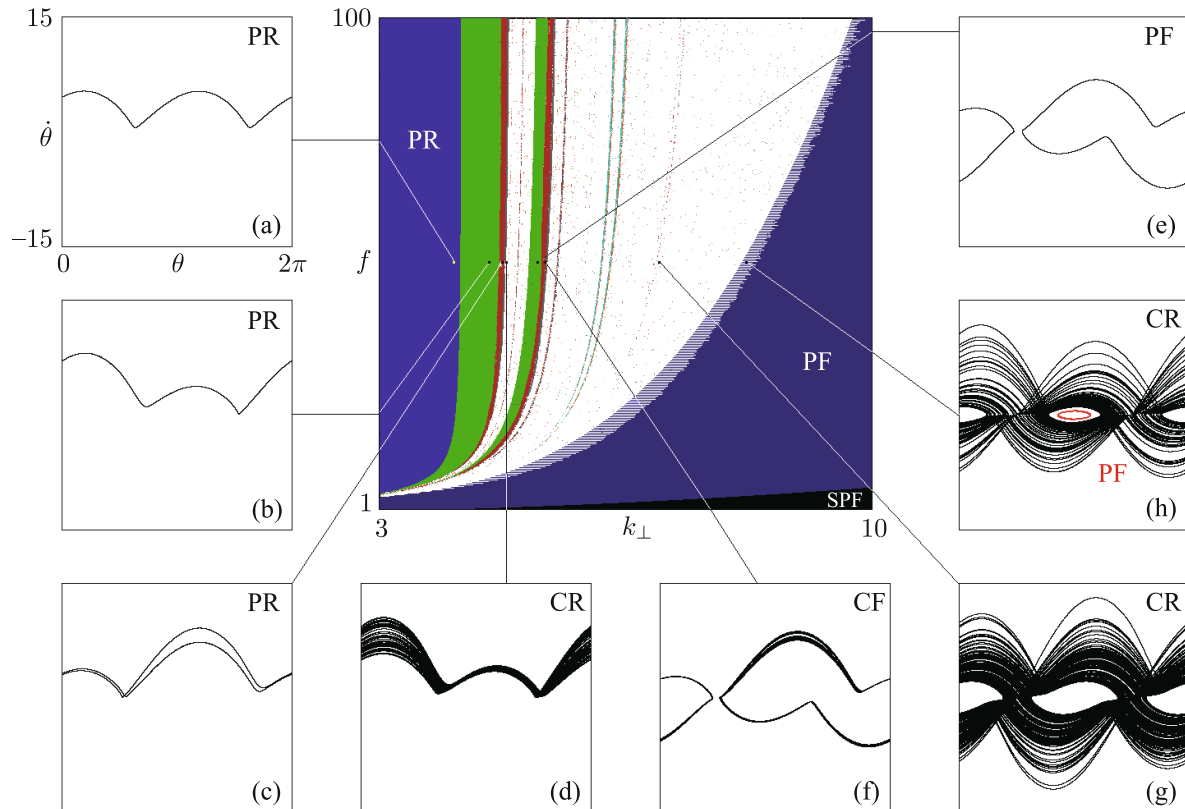 15
PR
θ̇
−15
(a)
0
θ
2π
PR
(b)
PR
(c)
100
PR
f
PF
1
SPF
3
k⊥
10
CR
(d)
CF
(f)
PF
(e)
CR
PF
(h)
CR
(g)